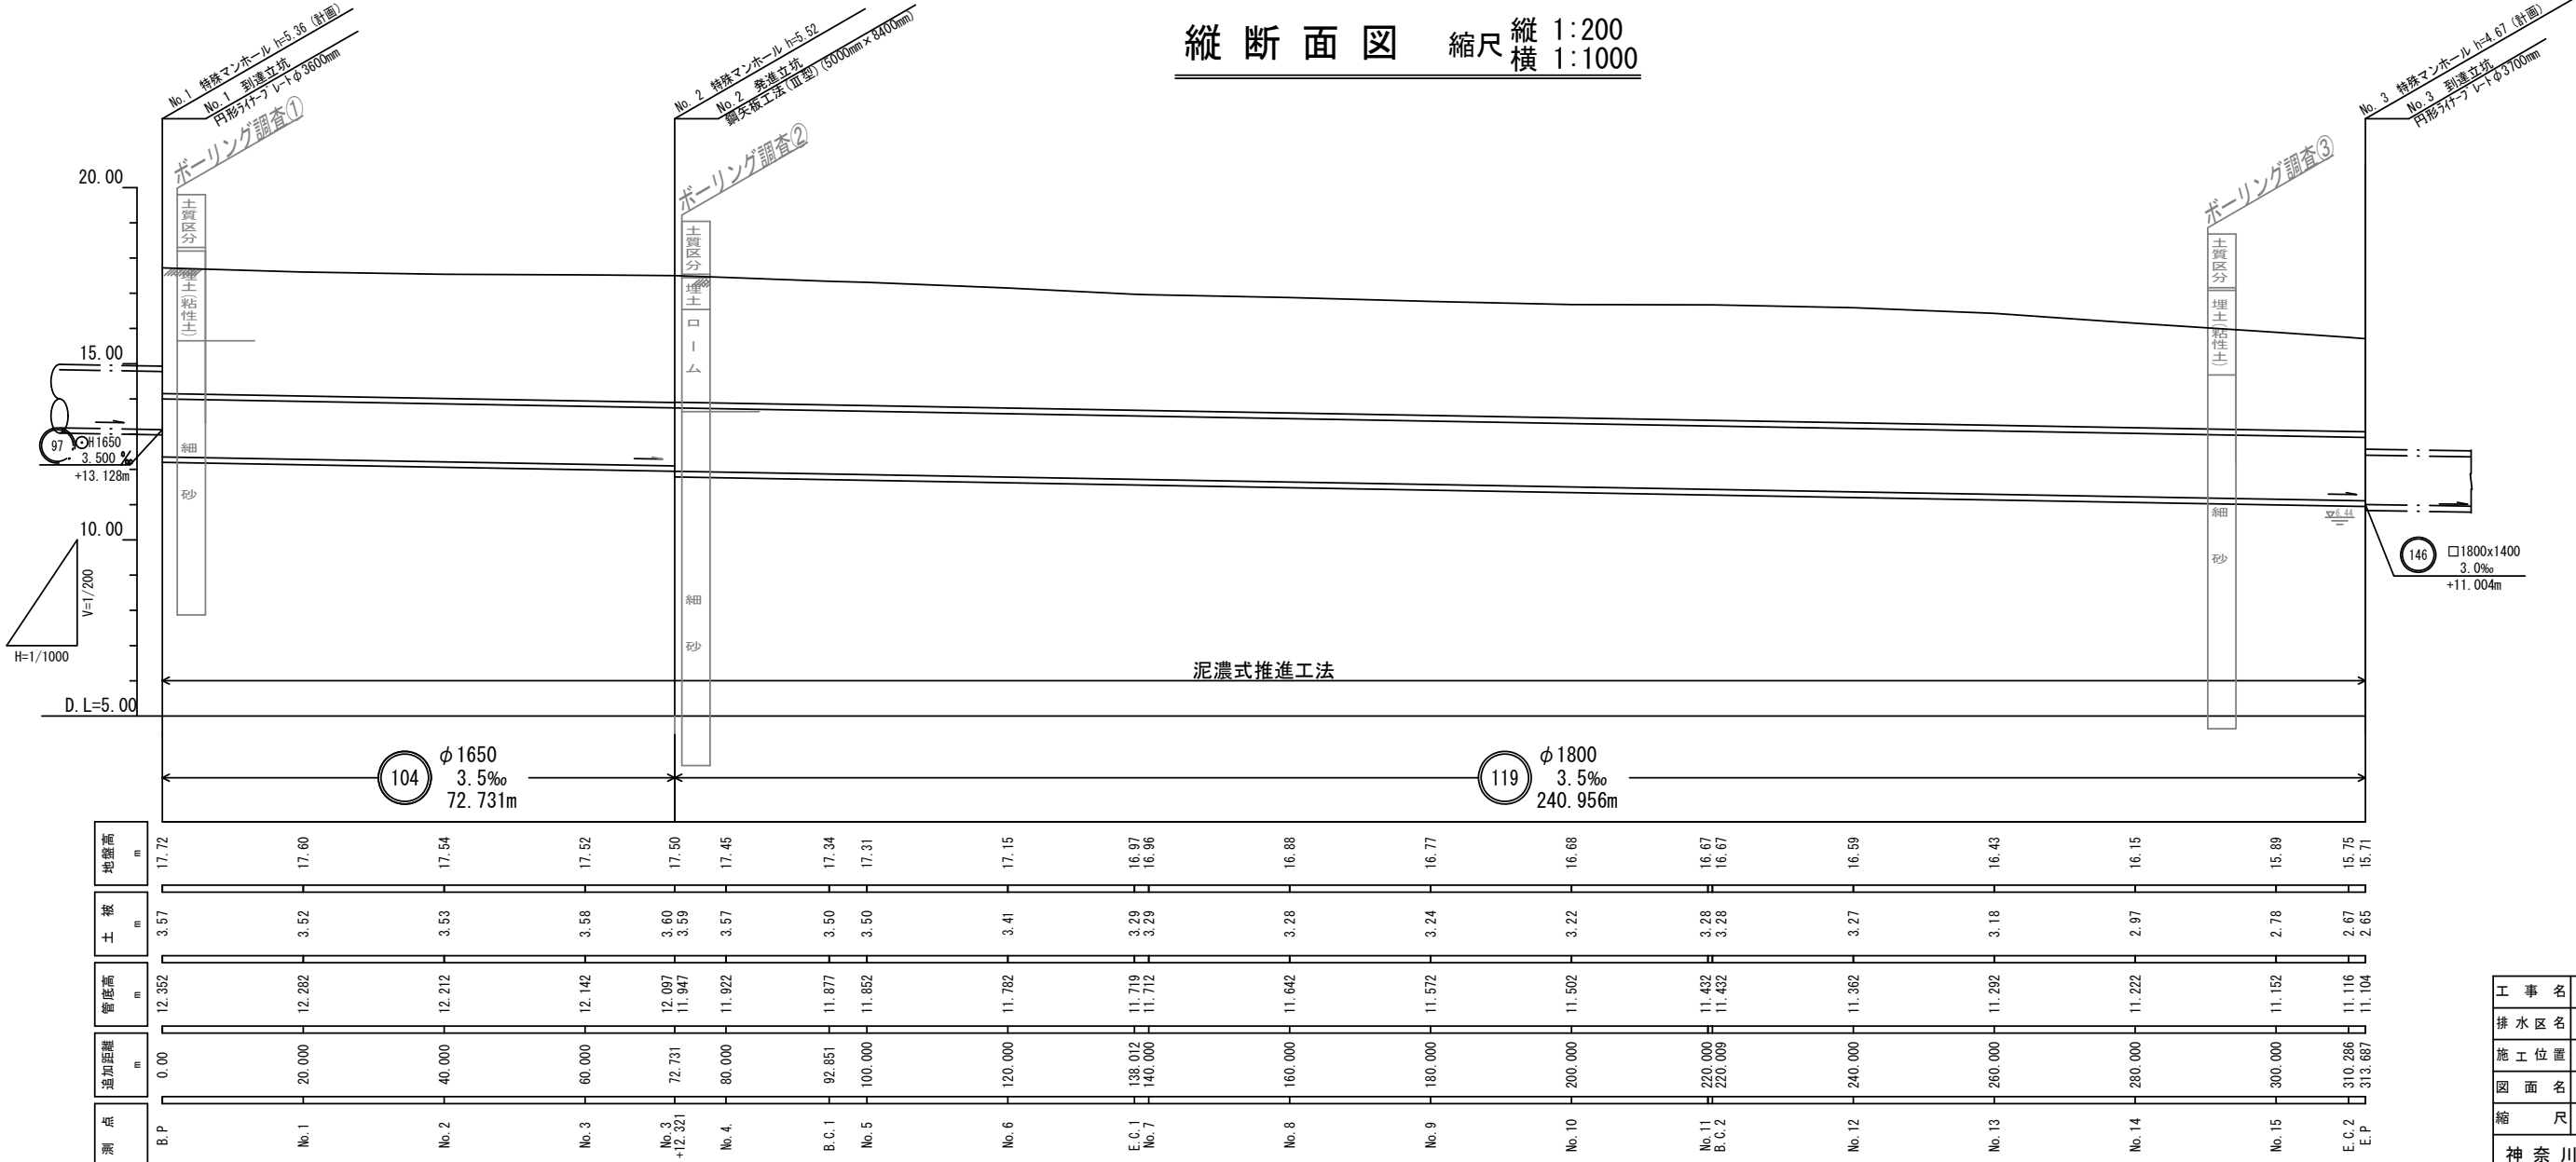 縦断面図 縮尺 縦 1:200
横 1:1000
No.1 特殊マンホール h=5.36 (計画)
No.1 到達立坑
円形ライナープレートφ3600mm
ボーリング調査①
No.2 特殊マンホール h=5.52
No.2 発進立坑
鋼矢板工法(Ⅲ型)(5000mm×8400mm)
ボーリング調査②
No.3 特殊マンホール h=4.67 (計画)
No.3 到達立坑
円形ライナープレートφ3700mm
ボーリング調査③
20.00
15.00
10.00
D.L=5.00
土質区分
埋土(粘性土)
細砂
土質区分
埋土
ローム
細砂
土質区分
埋土(粘性土)
細砂
97 H1650
3.500 ‰
+13.128m
V=1/200
H=1/1000
6.44
146 □1800x1400
3.0‰
+11.004m
泥濃式推進工法
104 φ1650
3.5‰
72.731m
119 φ1800
3.5‰
240.956m
地盤高 m 17.72 17.60 17.54 17.52 17.50 17.45 17.34 17.31 17.15 16.97 16.96 16.88 16.77 16.68 16.67 16.67 16.59 16.43 16.15 15.89 15.75 15.71
土被 m 3.57 3.52 3.53 3.58 3.60 3.59 3.57 3.50 3.50 3.41 3.29 3.29 3.28 3.24 3.22 3.28 3.28 3.27 3.18 2.97 2.78 2.67 2.65
管底高 m 12.352 12.282 12.212 12.142 12.097 11.947 11.922 11.877 11.852 11.782 11.719 11.712 11.642 11.572 11.502 11.432 11.432 11.362 11.292 11.222 11.152 11.116 11.104
追加距離 m 0.00 20.000 40.000 60.000 72.731 80.000 92.851 100.000 120.000 138.012 140.000 160.000 180.000 200.000 220.000 220.009 240.000 260.000 280.000 300.000 310.286 313.687
測点 B.P No.1 No.2 No.3 No.3 +12.321 No.4. B.C.1 No.5 No.6 E.C.1 No.7 No.8 No.9 No.10 No.11 B.C.2 No.12 No.13 No.14 No.15 E.C.2 E.P
工事名
排水区名
施工位置
図面名
縮尺
神奈川